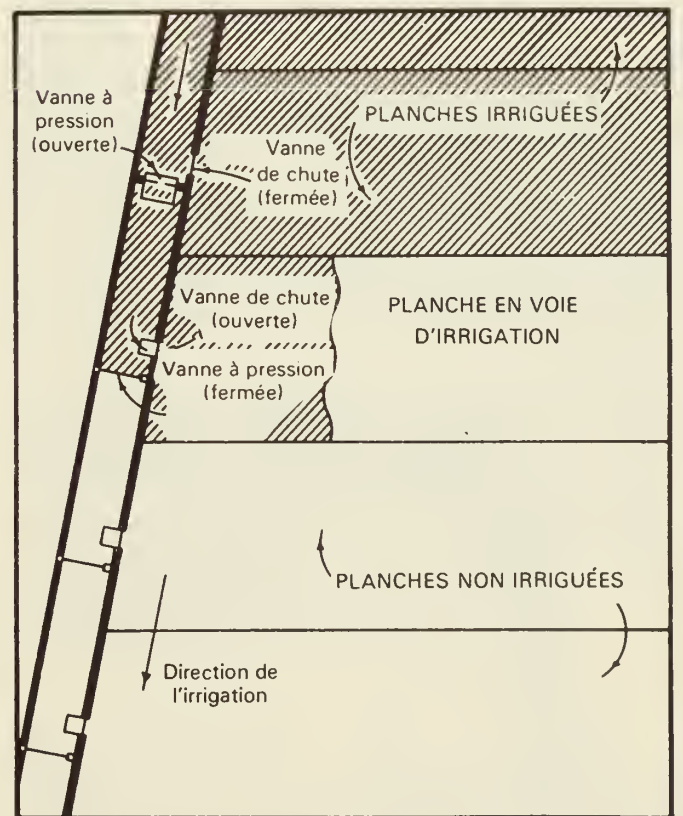 Vanne à
pression
(ouverte)
Vanne
de chute
(fermée)
PLANCHES IRRIGUÉES
Vanne de chute
(ouverte)
Vanne à pression
(fermée)
PLANCHE EN VOIE
D'IRRIGATION
PLANCHES NON IRRIGUÉES
Direction de
l'irrigation